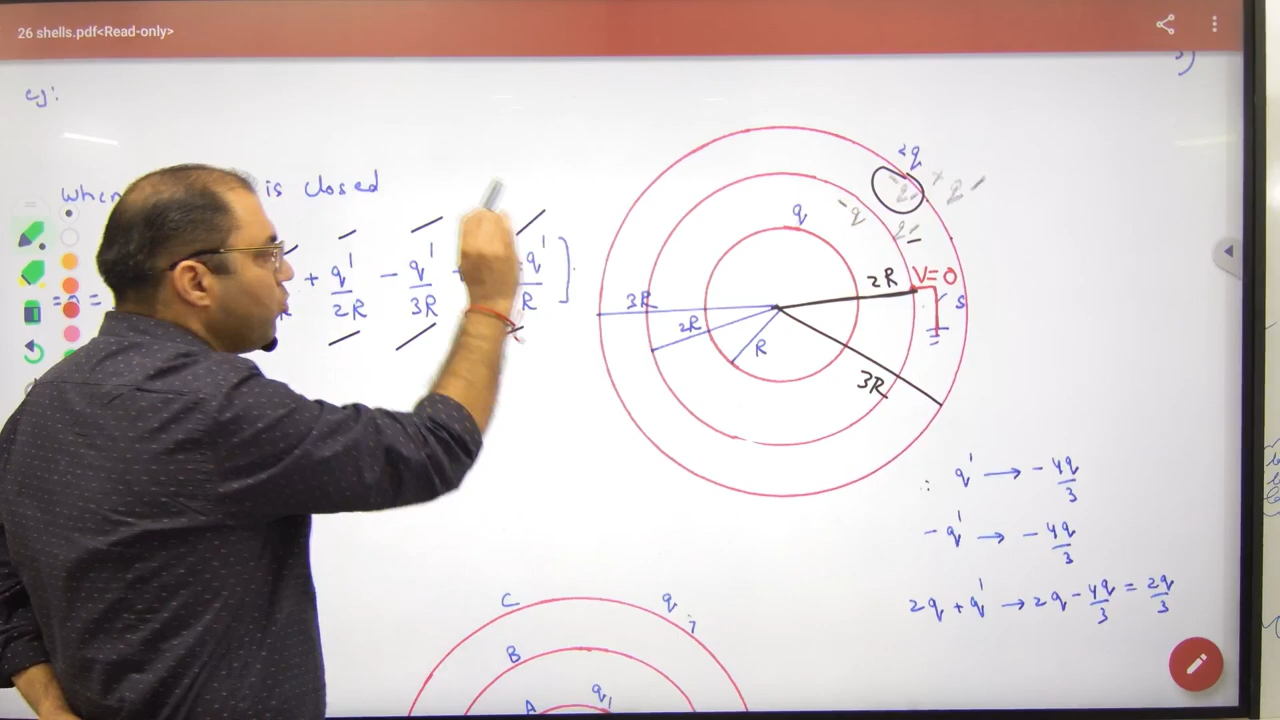 26 shells.pdf<Read-only>
eg:
is closed
+ q'/2R - q'/3R
q'/R ]
2q
q
-q
2R
V=0
S
3R
2R
R
3R
∴ q' → -4q/3
-q' → -4q/3
2q + q' → 2q - 4q/3 = 2q/3
C
q
B
q1
A